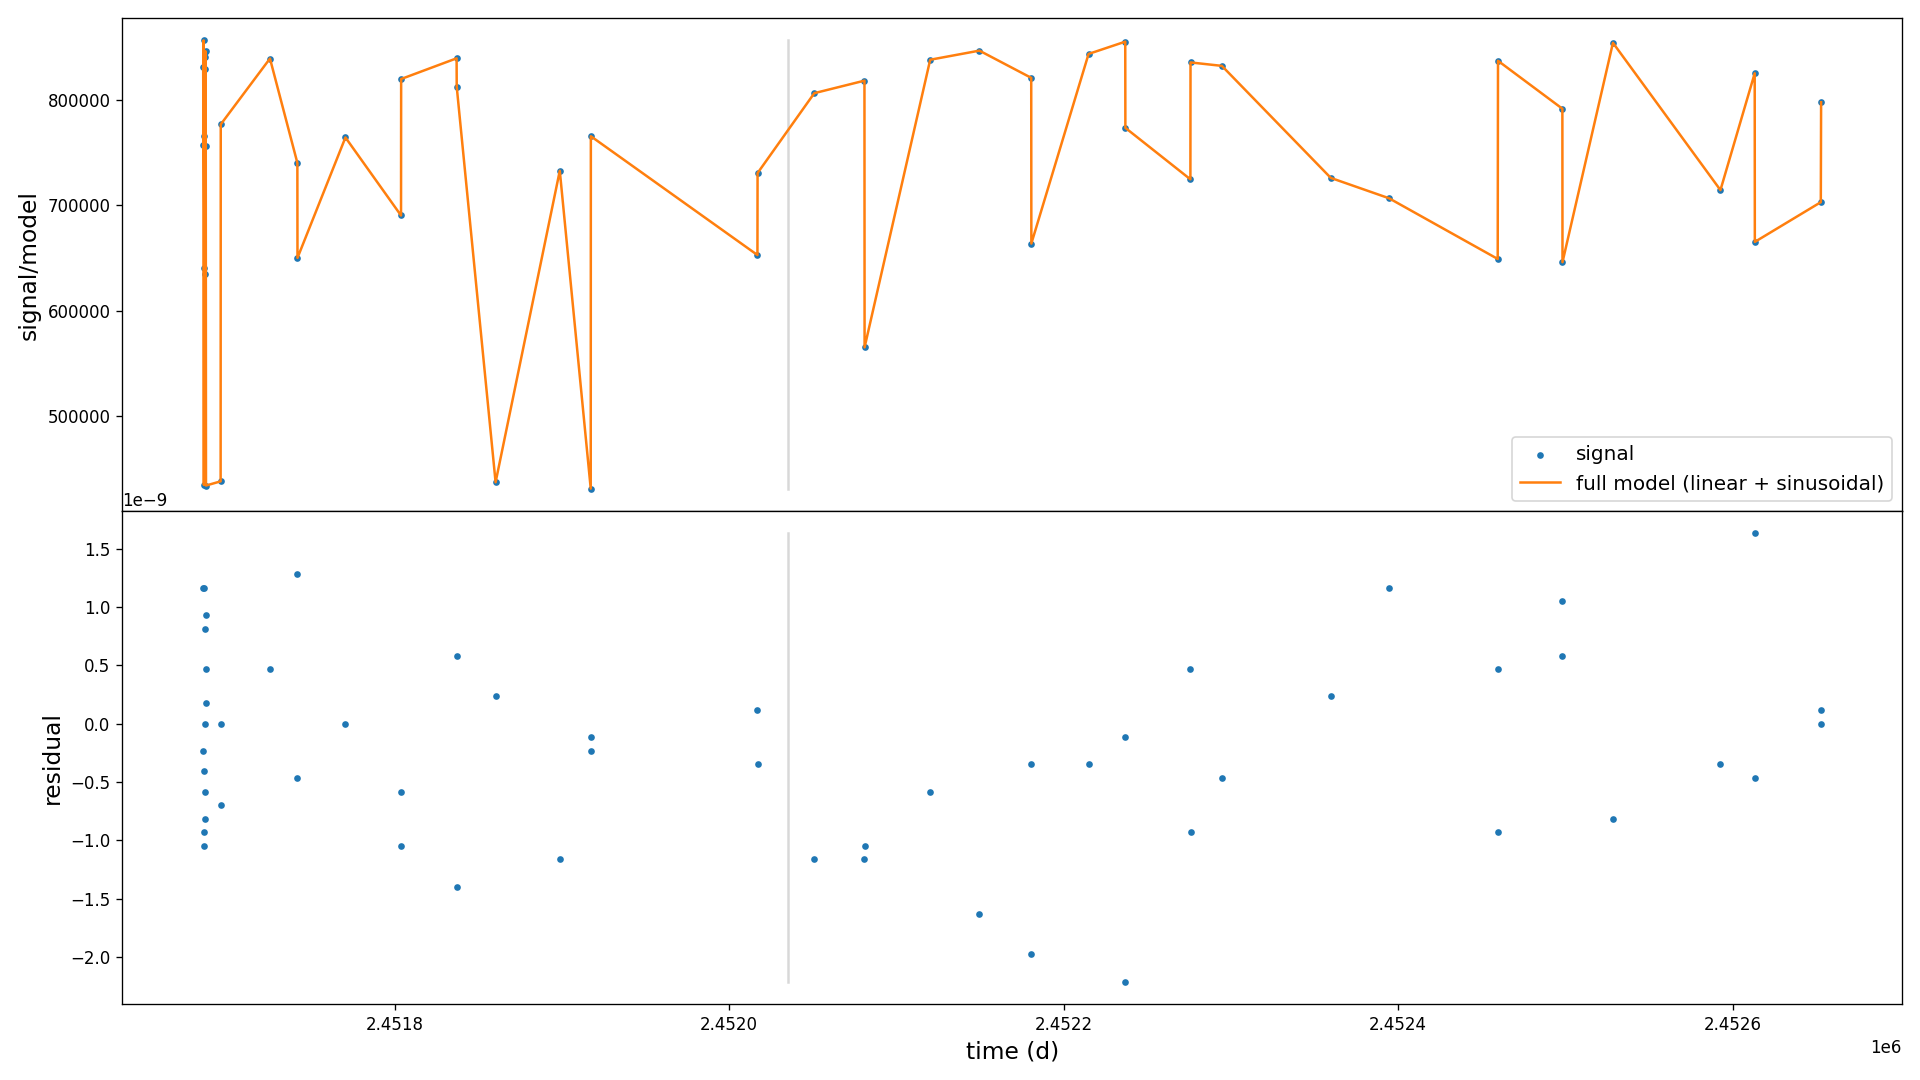 800000
700000
600000
500000
signal/model
signal
full model (linear + sinusoidal)
1e−9
1.5
1.0
0.5
0.0
−0.5
−1.0
−1.5
−2.0
residual
2.4518
2.4520
2.4522
2.4524
2.4526
time (d)
1e6